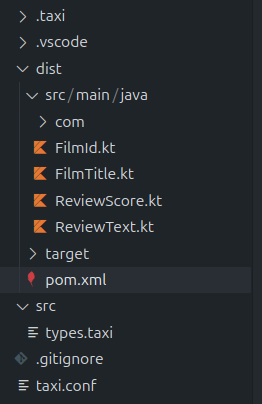 .taxi
.vscode
dist
src/main/java
com
FilmId.kt
FilmTitle.kt
ReviewScore.kt
ReviewText.kt
target
pom.xml
src
types.taxi
.gitignore
taxi.conf